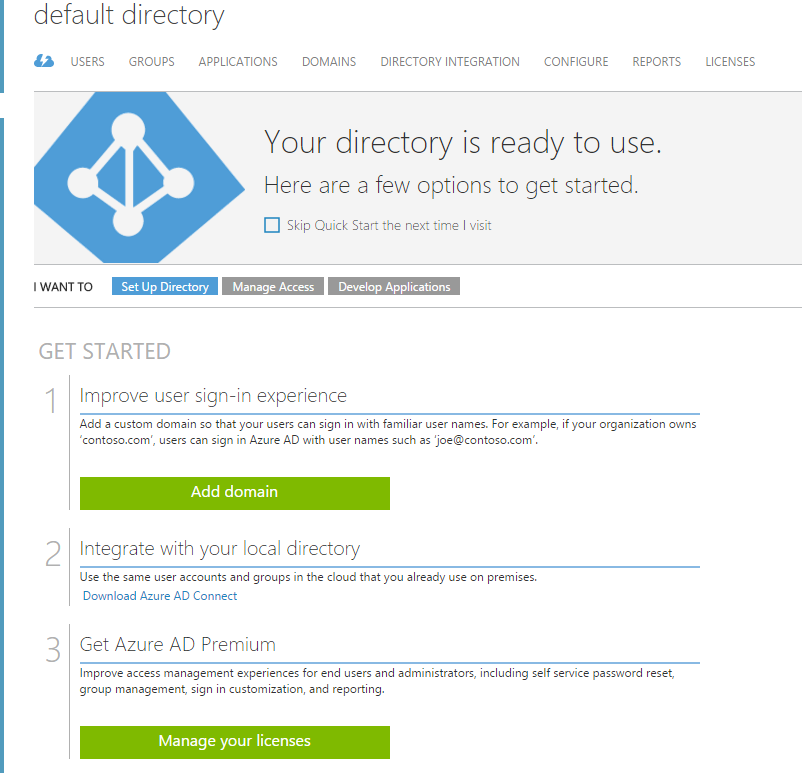 default directory
USERS GROUPS APPLICATIONS DOMAINS DIRECTORY INTEGRATION CONFIGURE REPORTS LICENSES
Your directory is ready to use.
Here are a few options to get started.
Skip Quick Start the next time I visit
I WANT TO Set Up Directory Manage Access Develop Applications
GET STARTED
1 Improve user sign-in experience
Add a custom domain so that your users can sign in with familiar user names. For example, if your organization owns
‘contoso.com’, users can sign in Azure AD with user names such as ‘joe@contoso.com’.
Add domain
2 Integrate with your local directory
Use the same user accounts and groups in the cloud that you already use on premises.
Download Azure AD Connect
3 Get Azure AD Premium
Improve access management experiences for end users and administrators, including self service password reset,
group management, sign in customization, and reporting.
Manage your licenses